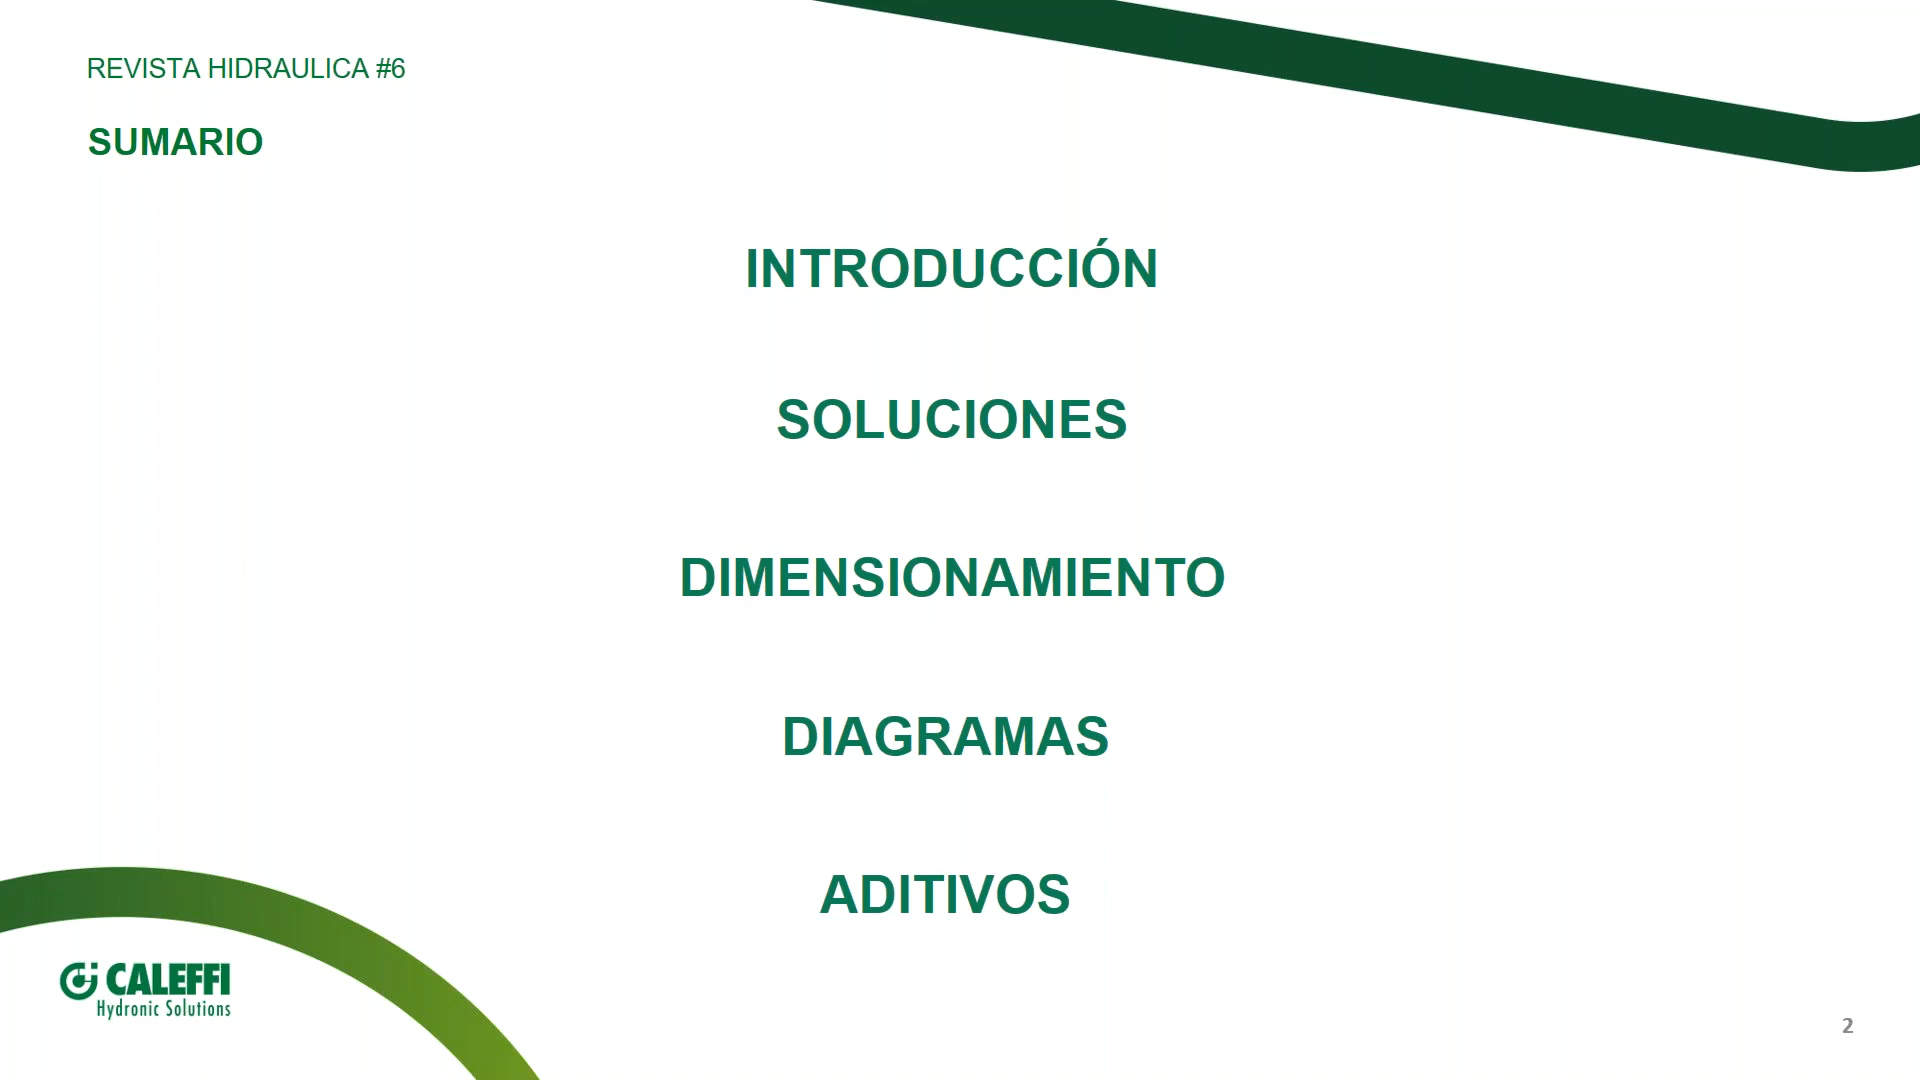 REVISTA HIDRAULICA #6
SUMARIO
INTRODUCCIÓN
SOLUCIONES
DIMENSIONAMIENTO
DIAGRAMAS
ADITIVOS
CALEFFI
Hydronic Solutions
2